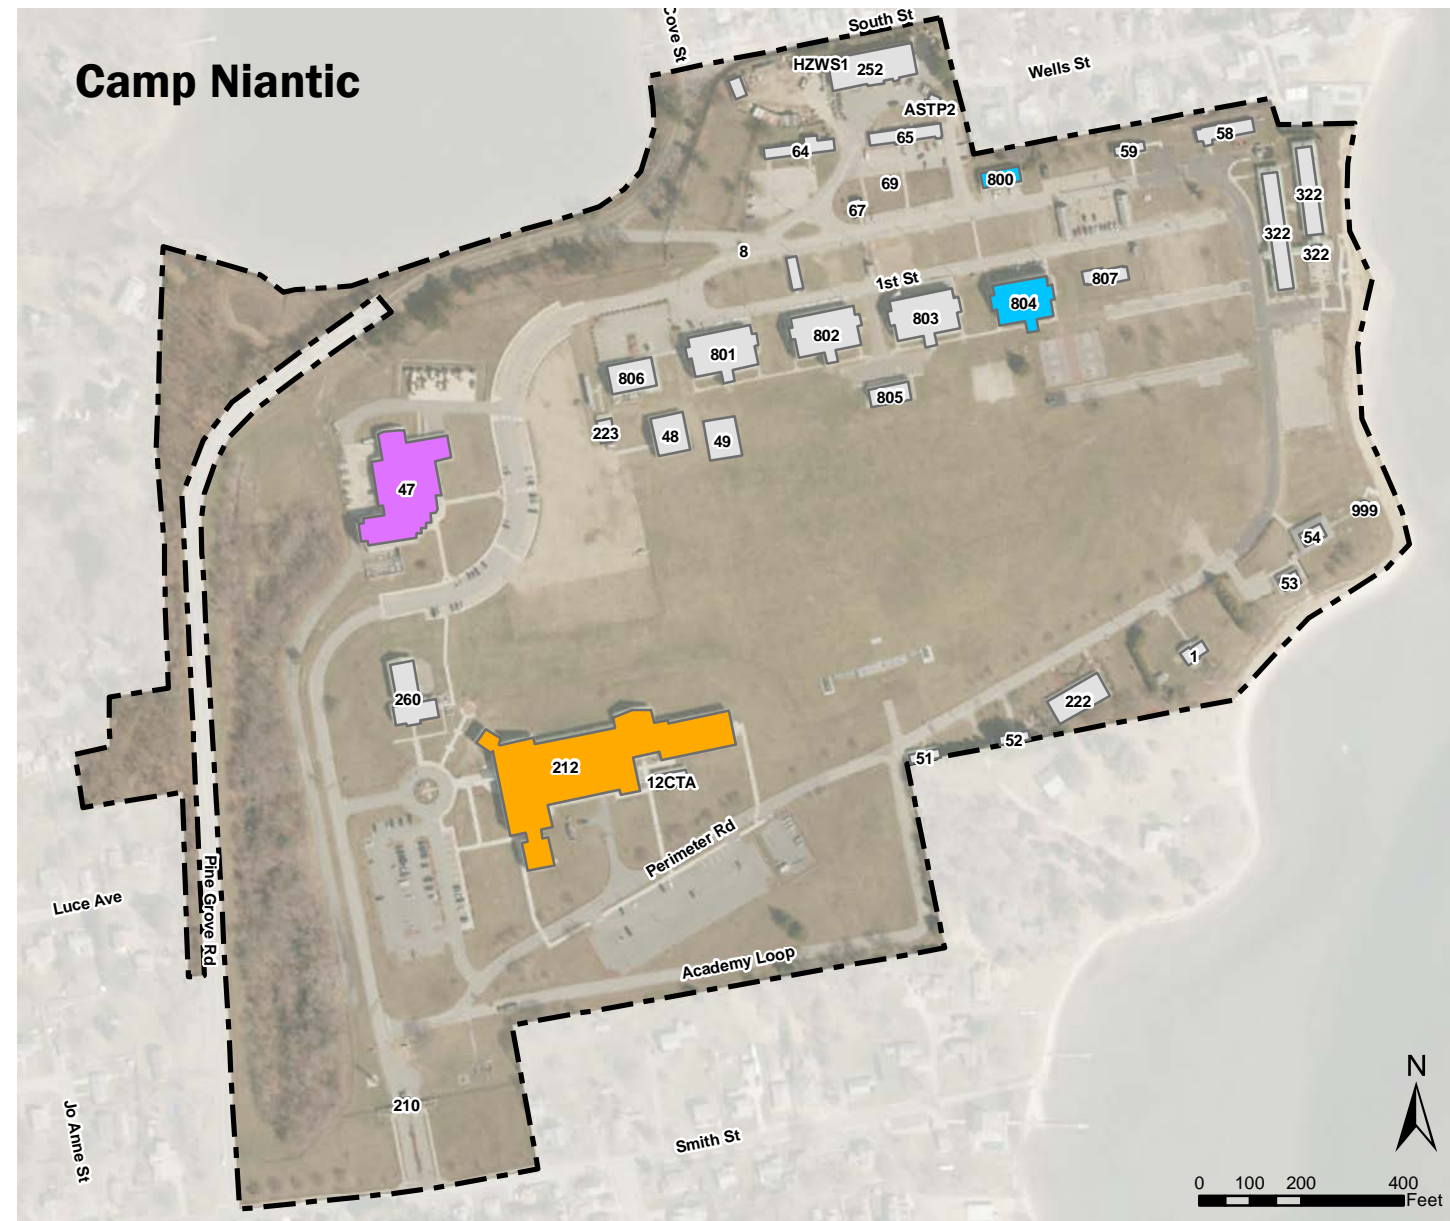 Camp Niantic
Cove St
South St
Wells St
HZWS1
252
ASTP2
64
65
59
58
69
800
67
322
322
322
8
1st St
807
804
803
802
801
806
805
223
48
49
47
999
54
53
1
260
222
52
51
212
12CTA
Perimeter Rd
Pine Grove Rd
Luce Ave
Academy Loop
210
Jo Anne St
Smith St
N
0 100 200 400
Feet